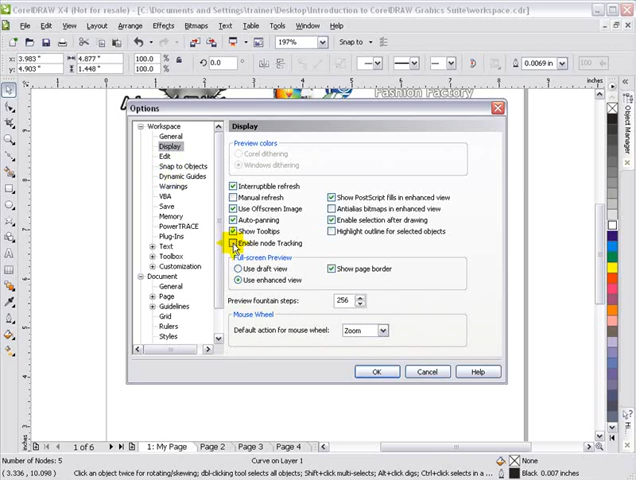 CorelDRAW X4 (Not for resale) - [C:\Documents and Settings\trainer\Desktop\Introduction to CorelDRAW Grabics Suite\workspace.cdr]
File Edit View Layout Arrange Effects Bitmaps Text Table Tools Window Help
197% Snap to
x: 3.983 " 4.877 " 100.0 % 0.0 ° 0.0069 in
y: 4.903 " 1.448 " 100.0 %
2 3 4 5 6 7 8 9 inches
Fashion Factory
Object Manager
Options
Workspace
General
Display
Edit
Snap to Objects
Dynamic Guides
Warnings
VBA
Save
Memory
PowerTRACE
Plug-Ins
Text
Toolbox
Customization
Document
General
Page
Guidelines
Grid
Rulers
Styles
Display
Preview colors
Corel dithering
Windows dithering
Interruptible refresh
Manual refresh
Use Offscreen Image
Auto-panning
Show Tooltips
Enable node Tracking
Show PostScript fills in enhanced view
Antialias bitmaps in enhanced view
Enable selection after drawing
Highlight outline for selected objects
Full-screen Preview
Use draft view
Use enhanced view
Show page border
Preview fountain steps: 256
Mouse Wheel
Default action for mouse wheel: Zoom
OK Cancel Help
1 of 6 1: My Page Page 2 Page 3 Page 4
Number of Nodes: 5 Curve on Layer 1 None
( 3.336, 10.098 ) Click an object twice for rotating/skewing; dbl-clicking tool selects all objects; Shift+click multi-selects; Alt+click digs; Ctrl+click selects in a ... Black 0.007 inches